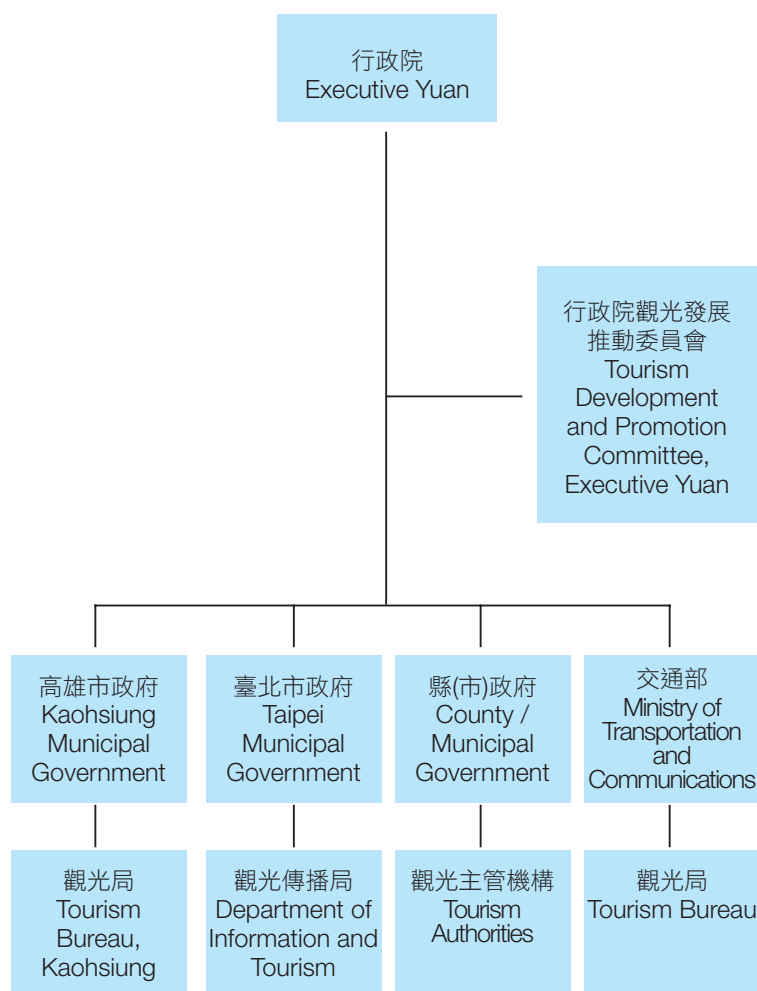 行政院
Executive Yuan
行政院觀光發展
推動委員會
Tourism
Development
and Promotion
Committee,
Executive Yuan
高雄市政府
Kaohsiung
Municipal
Government
臺北市政府
Taipei
Municipal
Government
縣(市)政府
County /
Municipal
Government
交通部
Ministry of
Transportation
and
Communications
觀光局
Tourism
Bureau,
Kaohsiung
觀光傳播局
Department of
Information and
Tourism
觀光主管機構
Tourism
Authorities
觀光局
Tourism Bureau